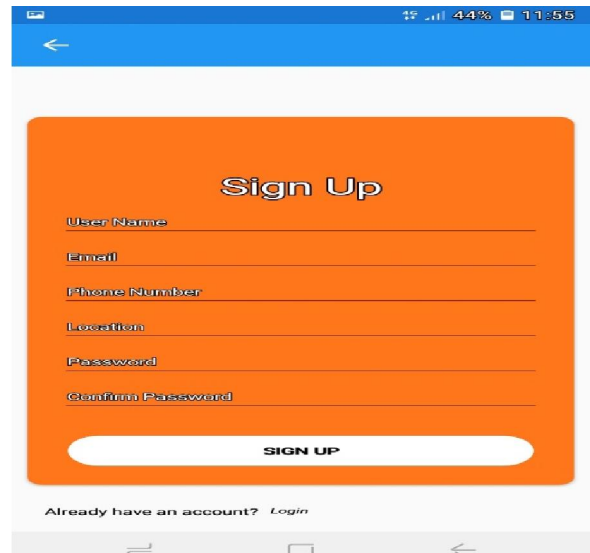 4G 44% 11:55
Sign Up
User Name
Email
Phone Number
Location
Password
Confirm Password
SIGN UP
Already have an account? Login